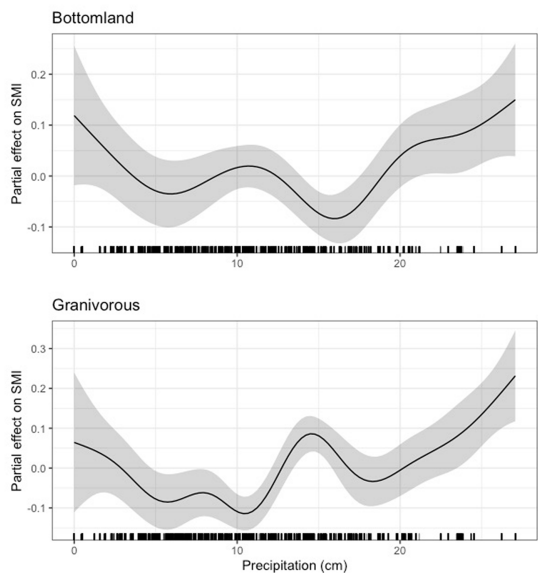 Bottomland
Partial effect on SMI
0.2
0.1
0.0
-0.1
0 10 20
Granivorous
Partial effect on SMI
0.3
0.2
0.1
0.0
-0.1
0 10 20
Precipitation (cm)